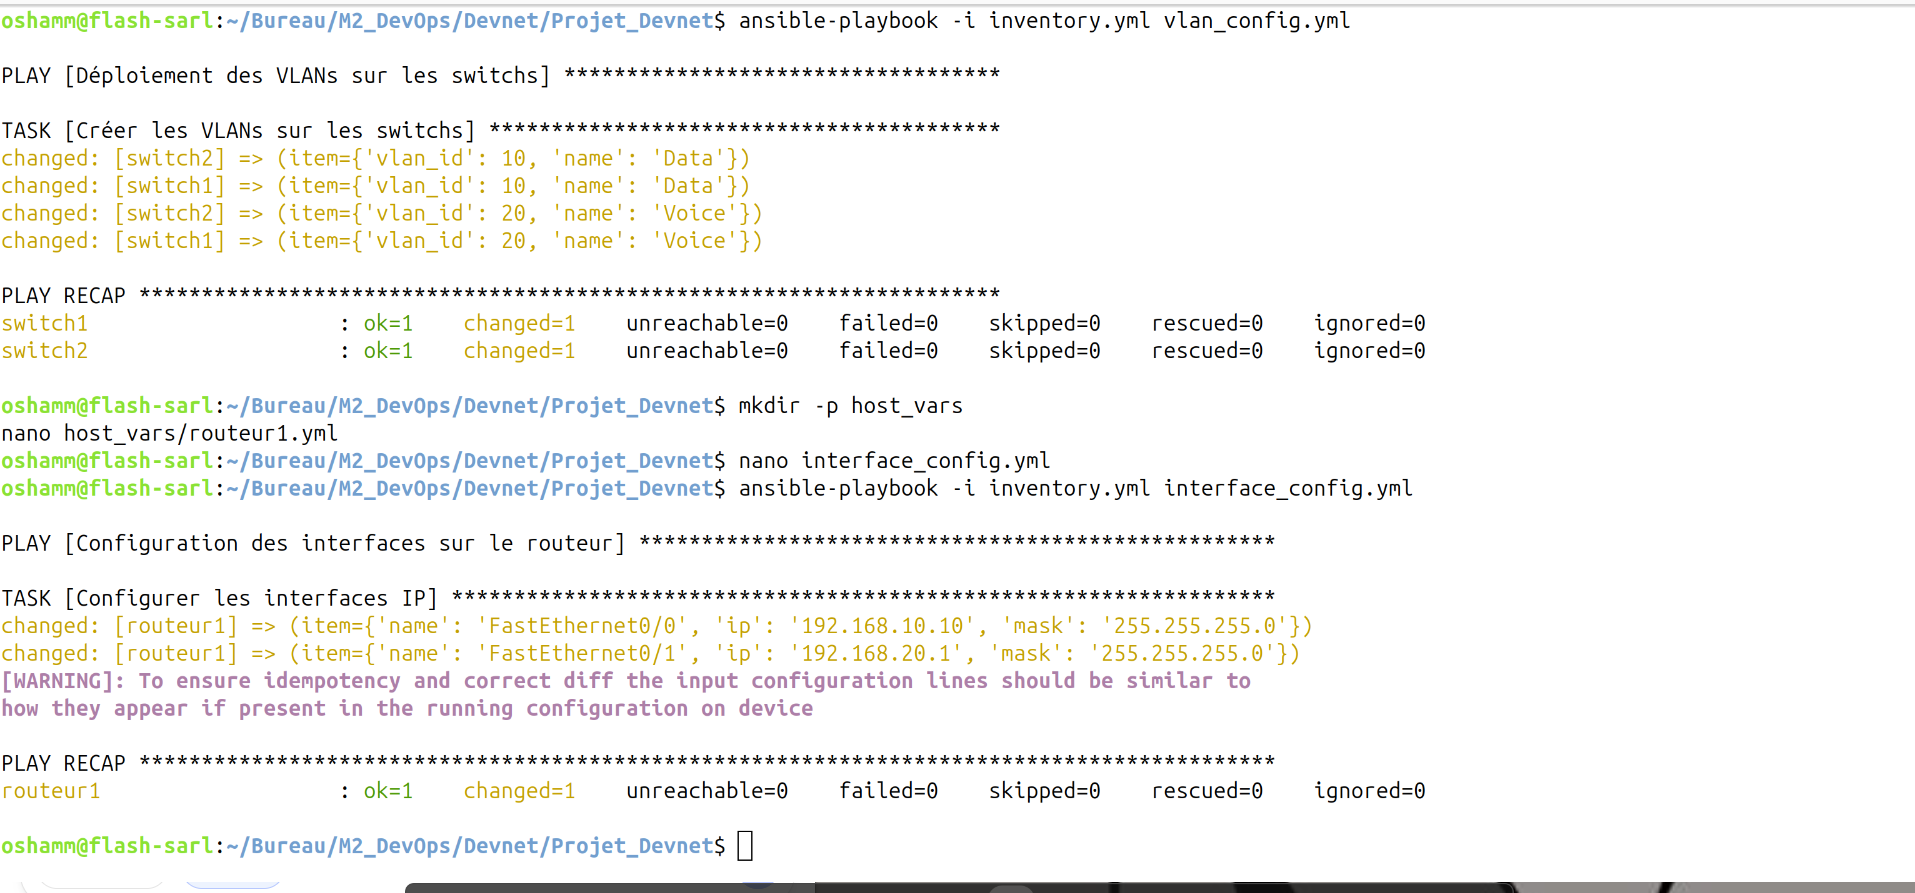 oshamm@flash-sarl:~/Bureau/M2_DevOps/Devnet/Projet_Devnet$ ansible-playbook -i inventory.yml vlan_config.yml
PLAY [Déploiement des VLANs sur les switchs] ***********************************
TASK [Créer les VLANs sur les switchs] *****************************************
changed: [switch2] => (item={'vlan_id': 10, 'name': 'Data'})
changed: [switch1] => (item={'vlan_id': 10, 'name': 'Data'})
changed: [switch2] => (item={'vlan_id': 20, 'name': 'Voice'})
changed: [switch1] => (item={'vlan_id': 20, 'name': 'Voice'})
PLAY RECAP *********************************************************************
switch1                    : ok=1    changed=1    unreachable=0    failed=0    skipped=0    rescued=0    ignored=0
switch2                    : ok=1    changed=1    unreachable=0    failed=0    skipped=0    rescued=0    ignored=0
oshamm@flash-sarl:~/Bureau/M2_DevOps/Devnet/Projet_Devnet$ mkdir -p host_vars
nano host_vars/routeur1.yml
oshamm@flash-sarl:~/Bureau/M2_DevOps/Devnet/Projet_Devnet$ nano interface_config.yml
oshamm@flash-sarl:~/Bureau/M2_DevOps/Devnet/Projet_Devnet$ ansible-playbook -i inventory.yml interface_config.yml
PLAY [Configuration des interfaces sur le routeur] ***************************************************
TASK [Configurer les interfaces IP] ******************************************************************
changed: [routeur1] => (item={'name': 'FastEthernet0/0', 'ip': '192.168.10.10', 'mask': '255.255.255.0'})
changed: [routeur1] => (item={'name': 'FastEthernet0/1', 'ip': '192.168.20.1', 'mask': '255.255.255.0'})
[WARNING]: To ensure idempotency and correct diff the input configuration lines should be similar to
how they appear if present in the running configuration on device
PLAY RECAP *******************************************************************************************
routeur1                   : ok=1    changed=1    unreachable=0    failed=0    skipped=0    rescued=0    ignored=0
oshamm@flash-sarl:~/Bureau/M2_DevOps/Devnet/Projet_Devnet$